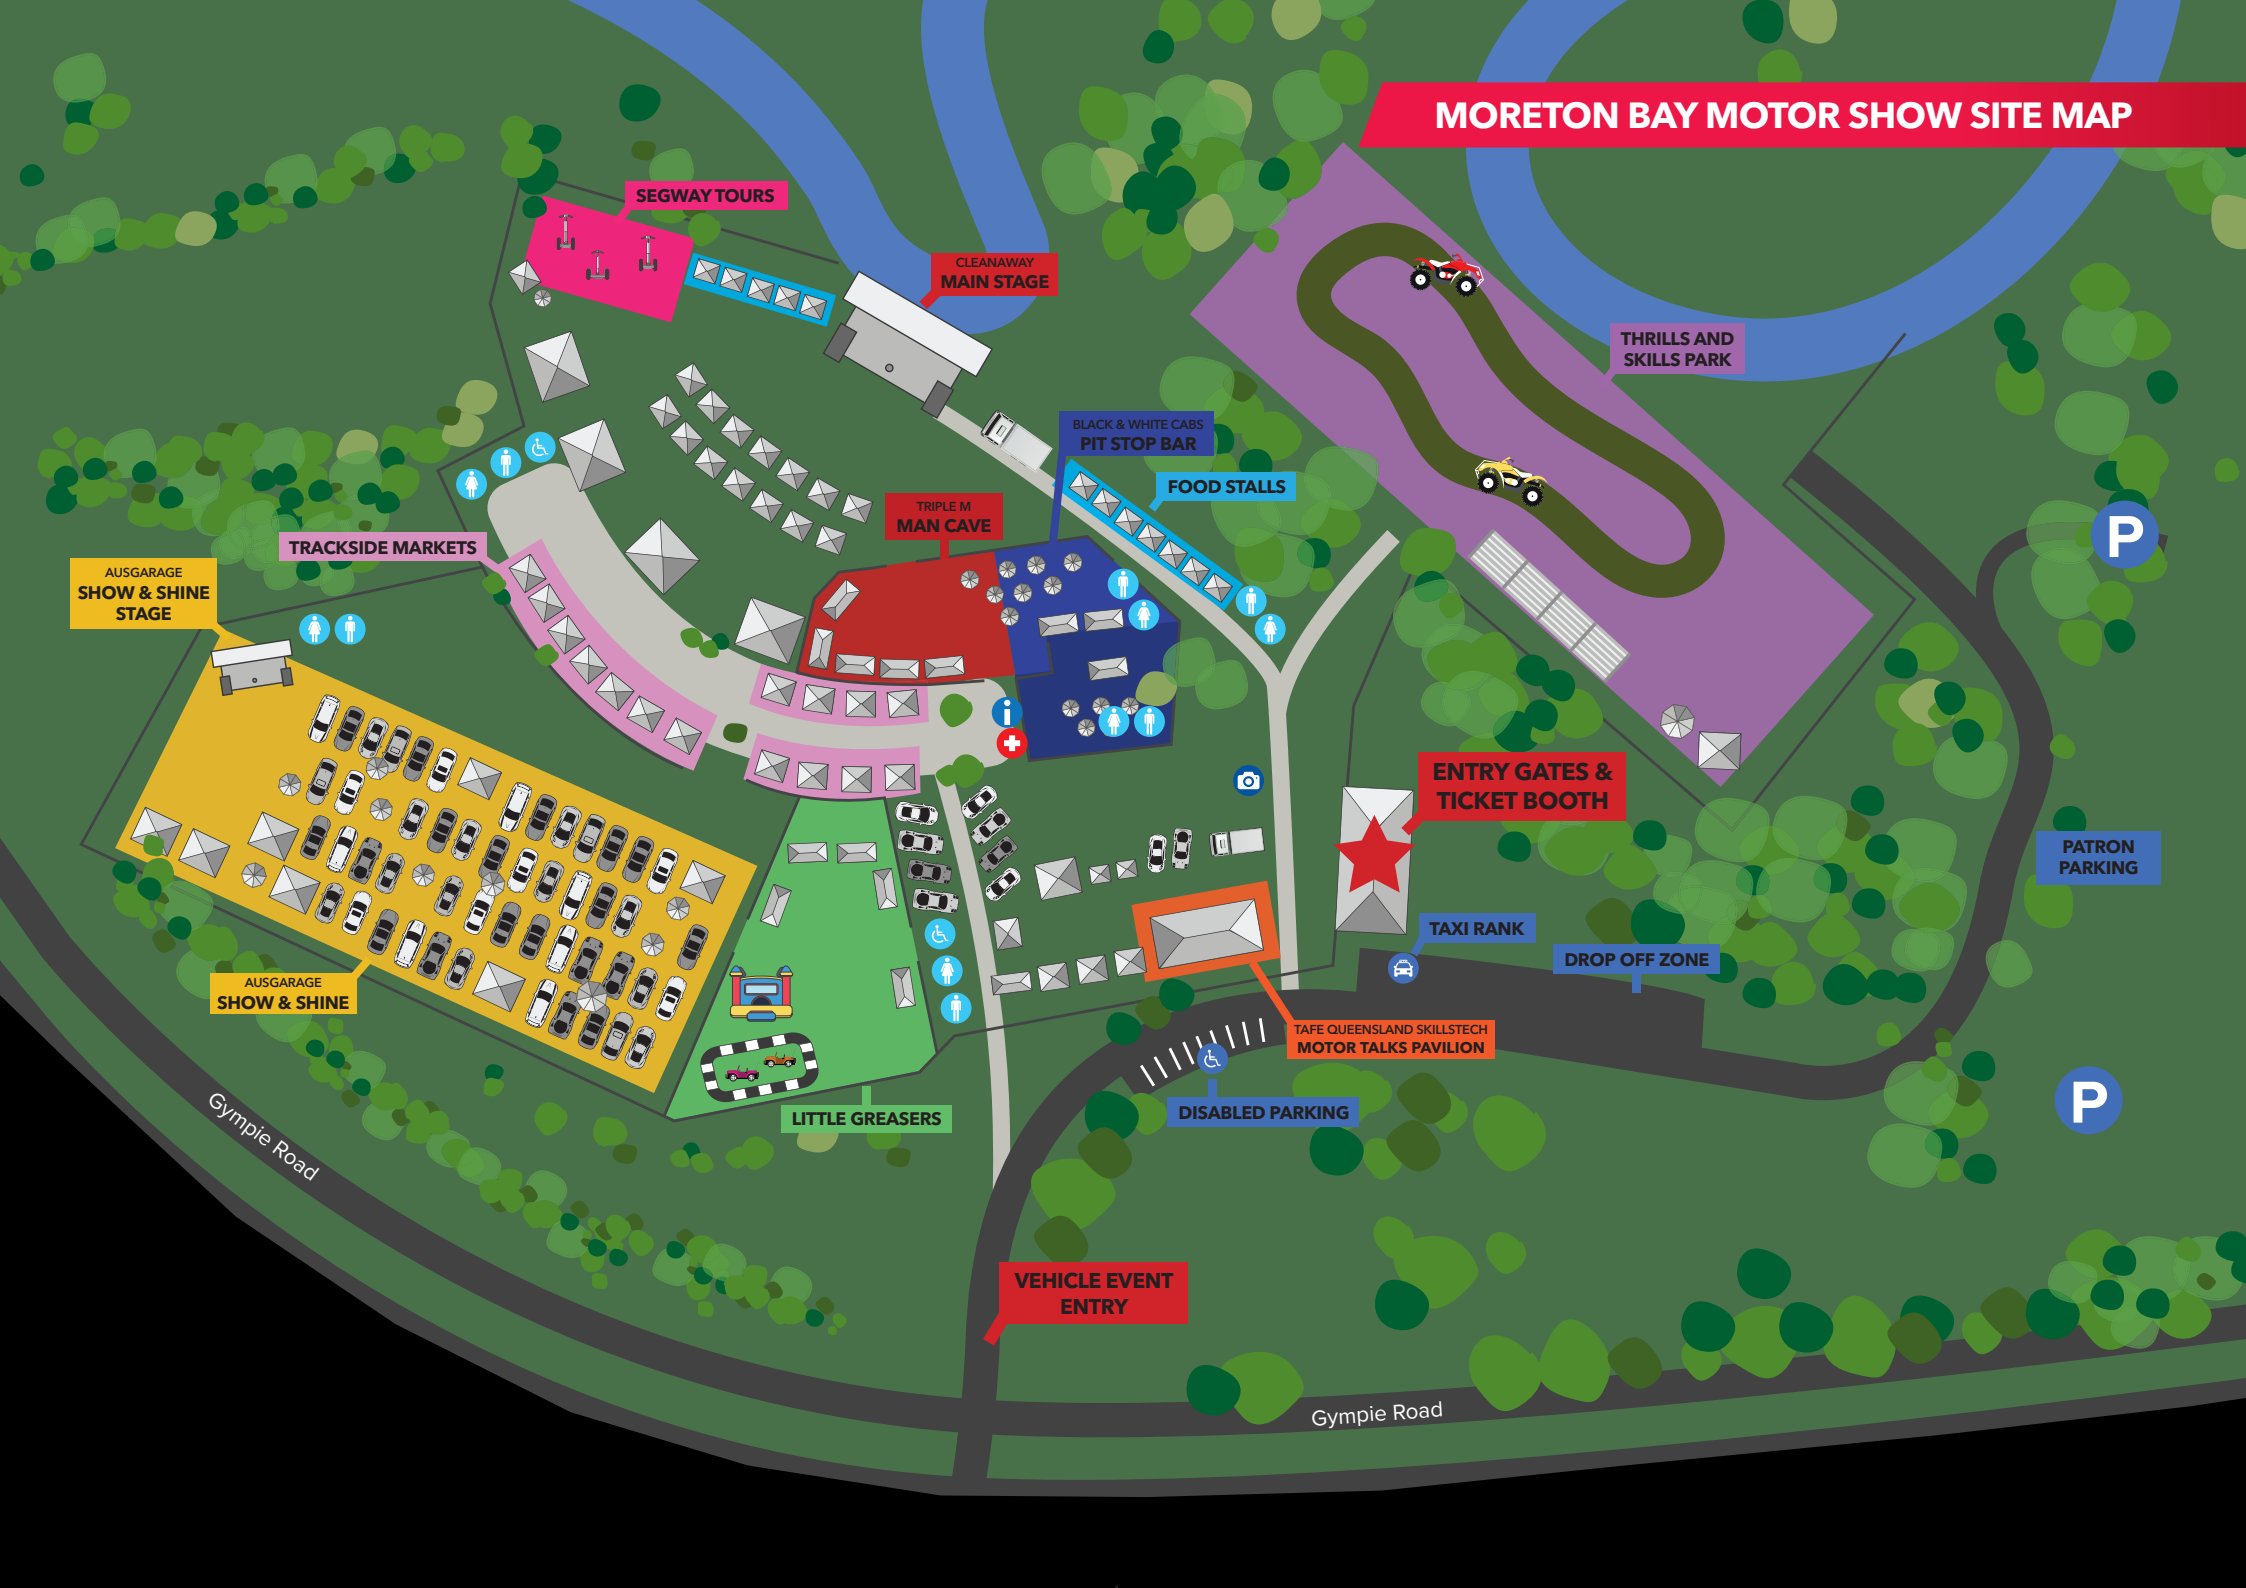 MORETON BAY MOTOR SHOW SITE MAP
SEGWAY TOURS
CLEANAWAY
MAIN STAGE
THRILLS AND
SKILLS PARK
BLACK & WHITE CABS
PIT STOP BAR
FOOD STALLS
TRIPLE M
MAN CAVE
TRACKSIDE MARKETS
AUSGARAGE
SHOW & SHINE
STAGE
P
i
ENTRY GATES &
TICKET BOOTH
PATRON
PARKING
TAXI RANK
DROP OFF ZONE
AUSGARAGE
SHOW & SHINE
TAFE QUEENSLAND SKILLSTECH
MOTOR TALKS PAVILION
P
DISABLED PARKING
LITTLE GREASERS
Gympie Road
VEHICLE EVENT
ENTRY
Gympie Road